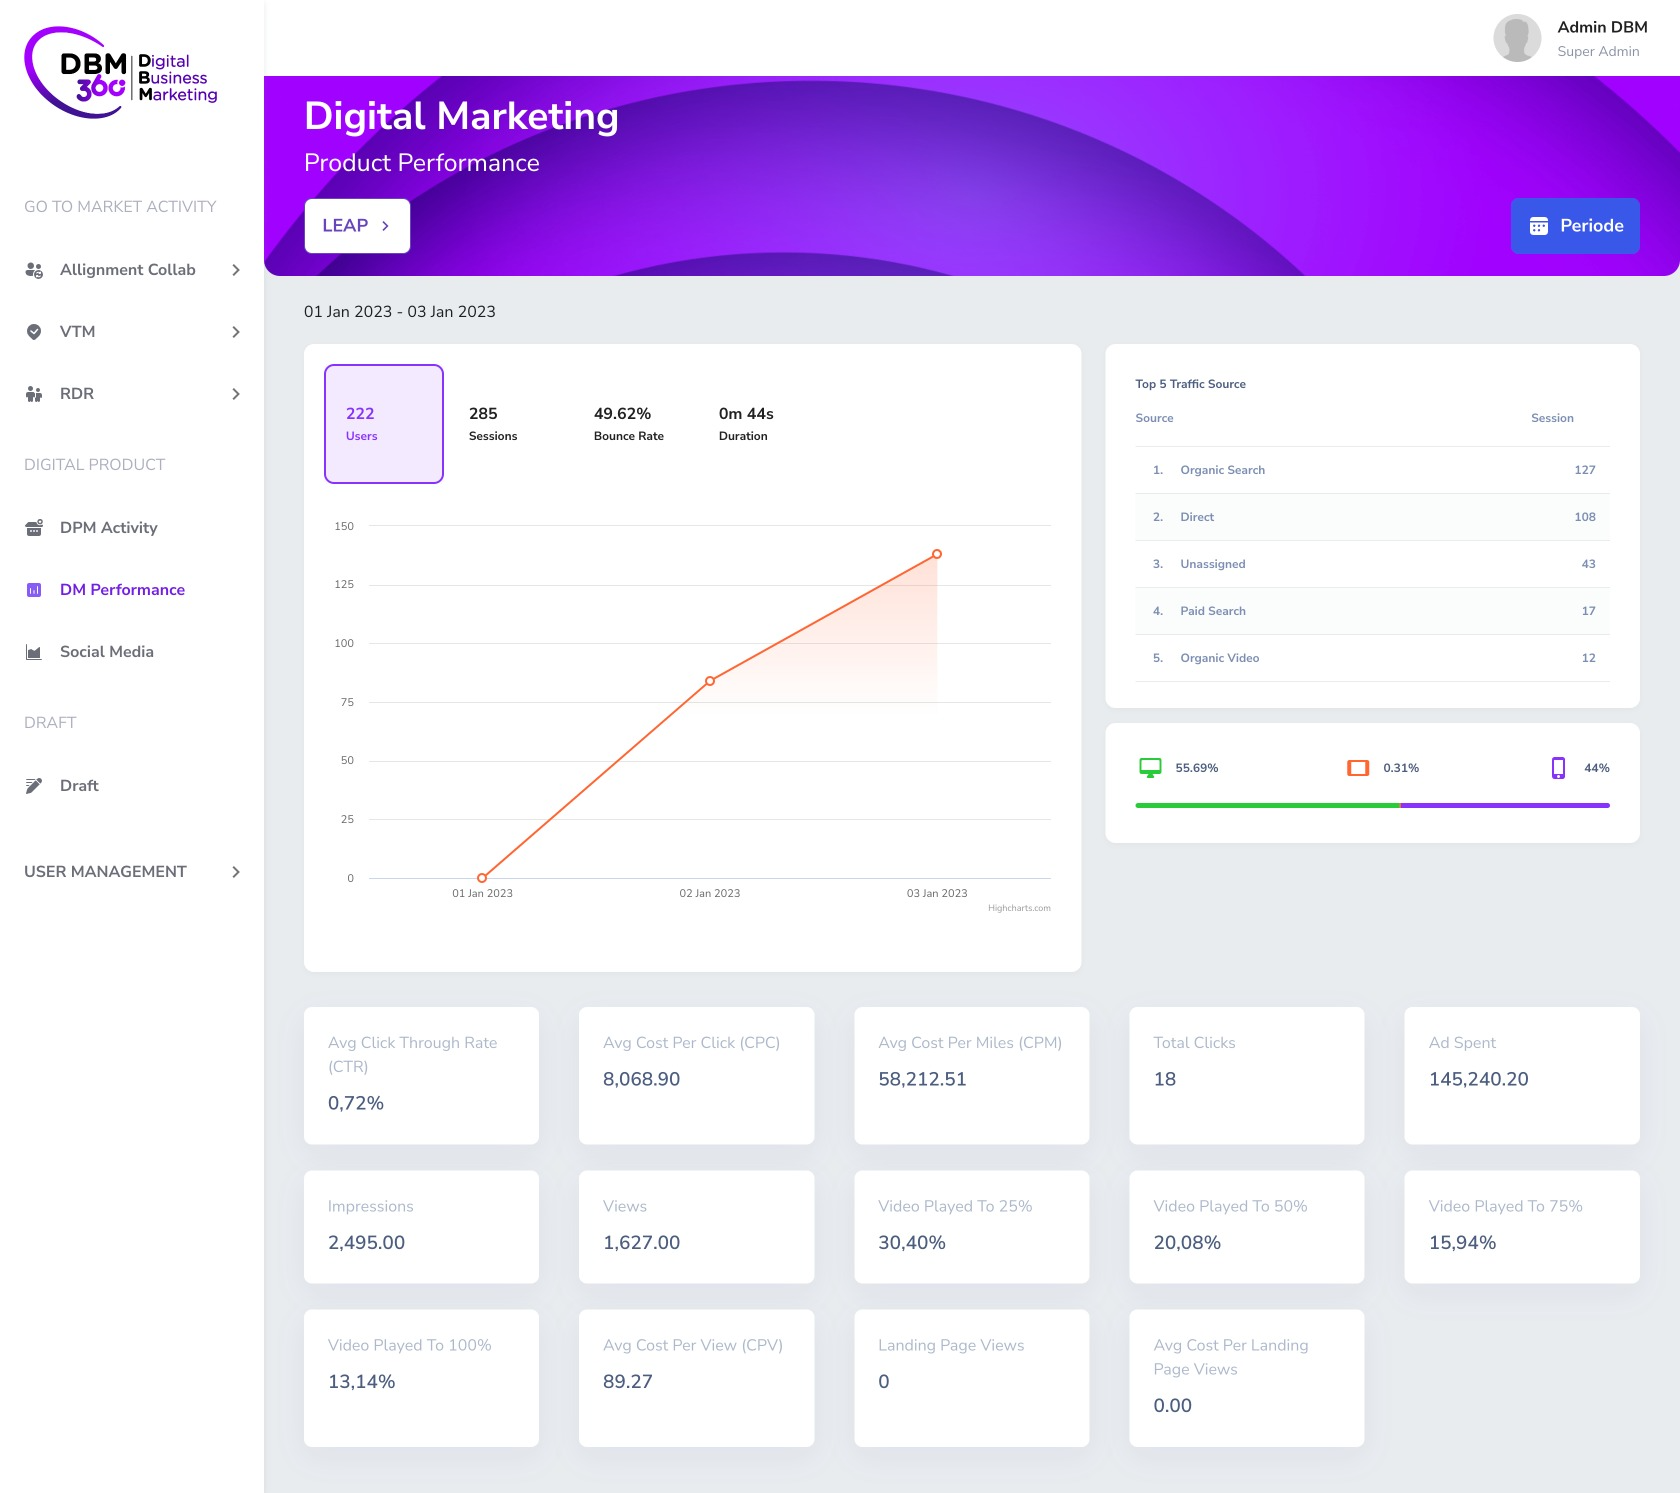 DBM
360
Digital
Business
Marketing
Admin DBM
Super Admin
Digital Marketing
Product Performance
LEAP
Periode
GO TO MARKET ACTIVITY
Allignment Collab
VTM
RDR
DIGITAL PRODUCT
DPM Activity
DM Performance
Social Media
DRAFT
Draft
USER MANAGEMENT
01 Jan 2023 - 03 Jan 2023
222 285 49.62% 0m 44s
Users Sessions Bounce Rate Duration
150
125
100
75
50
25
0
01 Jan 2023 02 Jan 2023 03 Jan 2023
Highcharts.com
Top 5 Traffic Source
Source Session
1. Organic Search 127
2. Direct 108
3. Unassigned 43
4. Paid Search 17
5. Organic Video 12
55.69% 0.31% 44%
Avg Click Through Rate
(CTR)
0,72%
Avg Cost Per Click (CPC)
8,068.90
Avg Cost Per Miles (CPM)
58,212.51
Total Clicks
18
Ad Spent
145,240.20
Impressions
2,495.00
Views
1,627.00
Video Played To 25%
30,40%
Video Played To 50%
20,08%
Video Played To 75%
15,94%
Video Played To 100%
13,14%
Avg Cost Per View (CPV)
89.27
Landing Page Views
0
Avg Cost Per Landing
Page Views
0.00